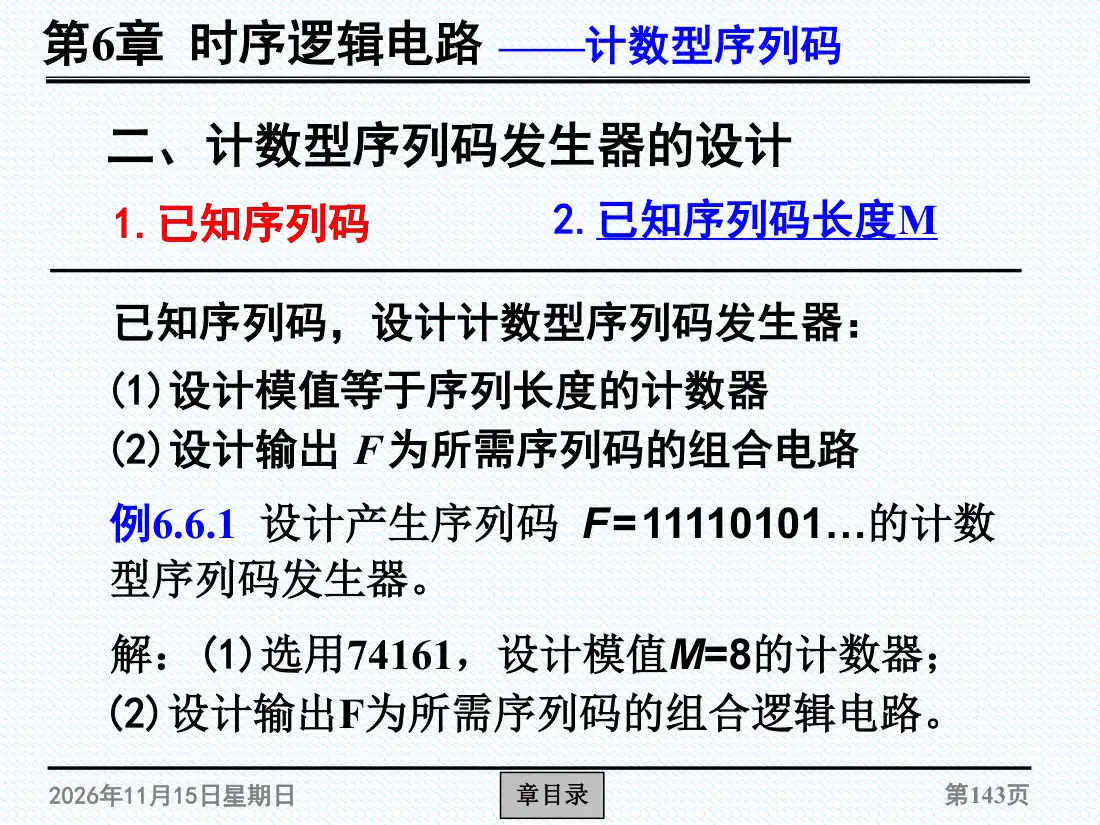 第6章 时序逻辑电路 ——计数型序列码
二、计数型序列码发生器的设计
1.已知序列码 2.已知序列码长度M
已知序列码，设计计数型序列码发生器：
(1)设计模值等于序列长度的计数器
(2)设计输出 F为所需序列码的组合电路
例6.6.1 设计产生序列码 F=11110101…的计数
型序列码发生器。
解：(1)选用74161，设计模值M=8的计数器；
(2)设计输出F为所需序列码的组合逻辑电路。
2026年11月15日星期日 章目录 第143页